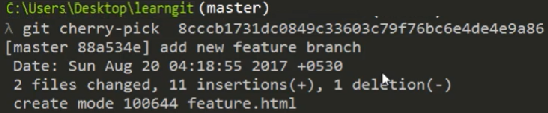 C:\Users\Desktop\learngit (master)
λ git cherry-pick 8cccb1731dc0849c33603c79f76bc6e4de4e9a86
[master 88a534e] add new feature branch
Date: Sun Aug 20 04:18:55 2017 +0530
2 files changed, 11 insertions(+), 1 deletion(-)
create mode 100644 feature.html